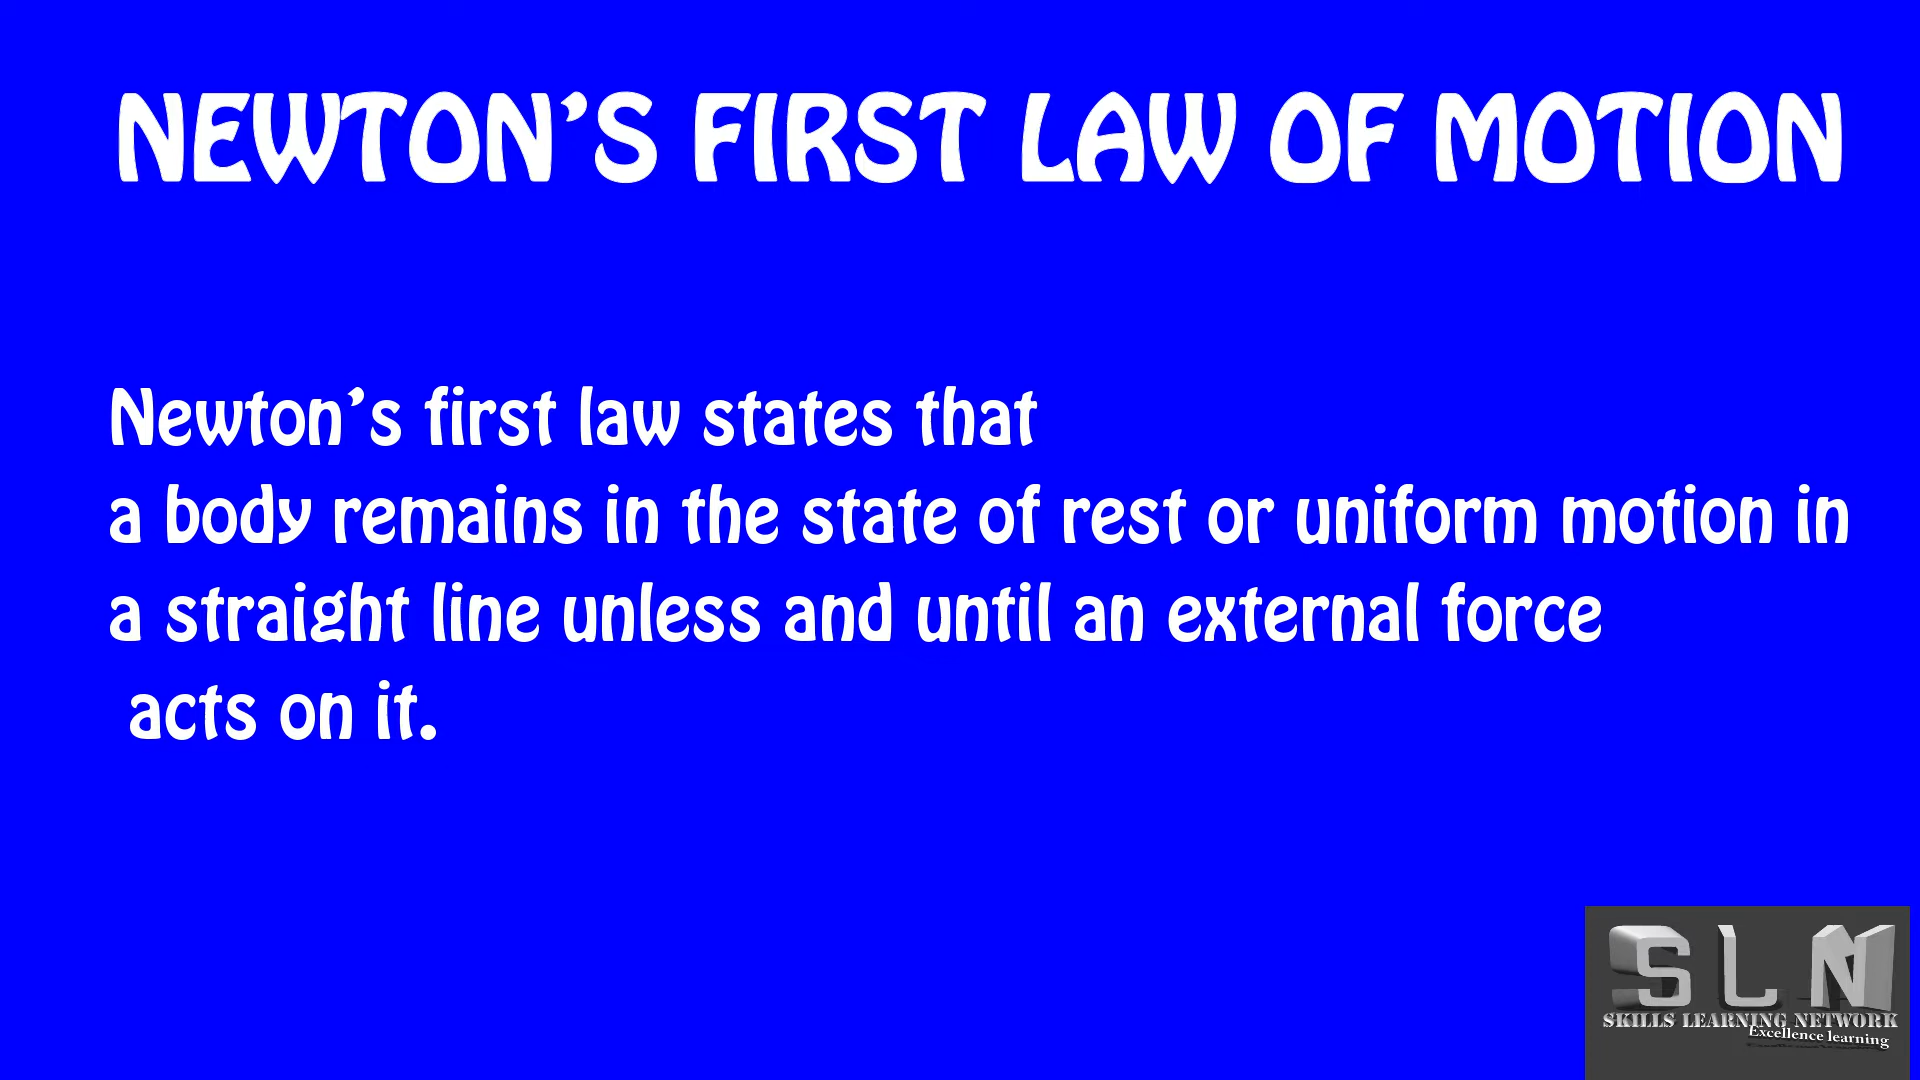 NEWTON’S FIRST LAW OF MOTION
Newton’s first law states that
a body remains in the state of rest or uniform motion in
a straight line unless and until an external force
acts on it.
SLN
SKILLS LEARNING NETWORK
Excellence learning